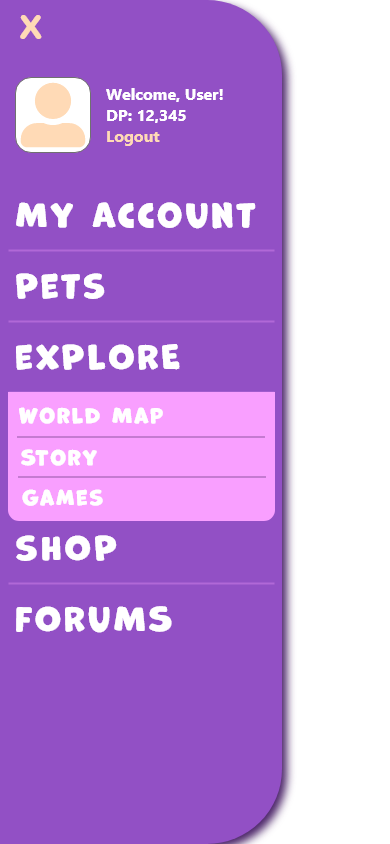 X
Welcome, User!
DP: 12,345
Logout
MY ACCOUNT
PETS
EXPLORE
WORLD MAP
STORY
GAMES
SHOP
FORUMS